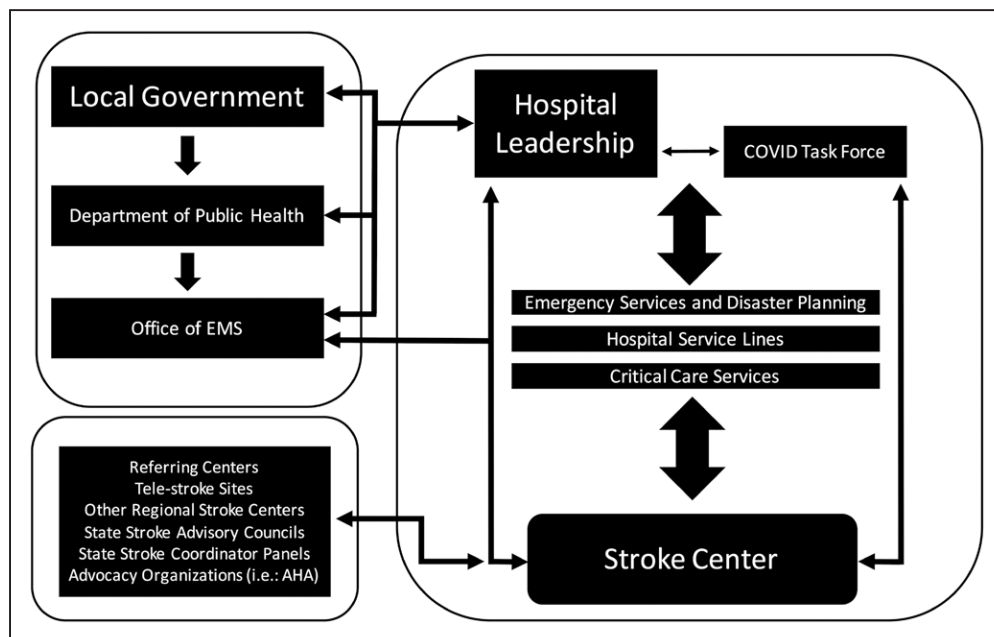 Local Government
Department of Public Health
Office of EMS
Hospital
Leadership
COVID Task Force
Emergency Services and Disaster Planning
Hospital Service Lines
Critical Care Services
Referring Centers
Tele-stroke Sites
Other Regional Stroke Centers
State Stroke Advisory Councils
State Stroke Coordinator Panels
Advocacy Organizations (i.e.: AHA)
Stroke Center